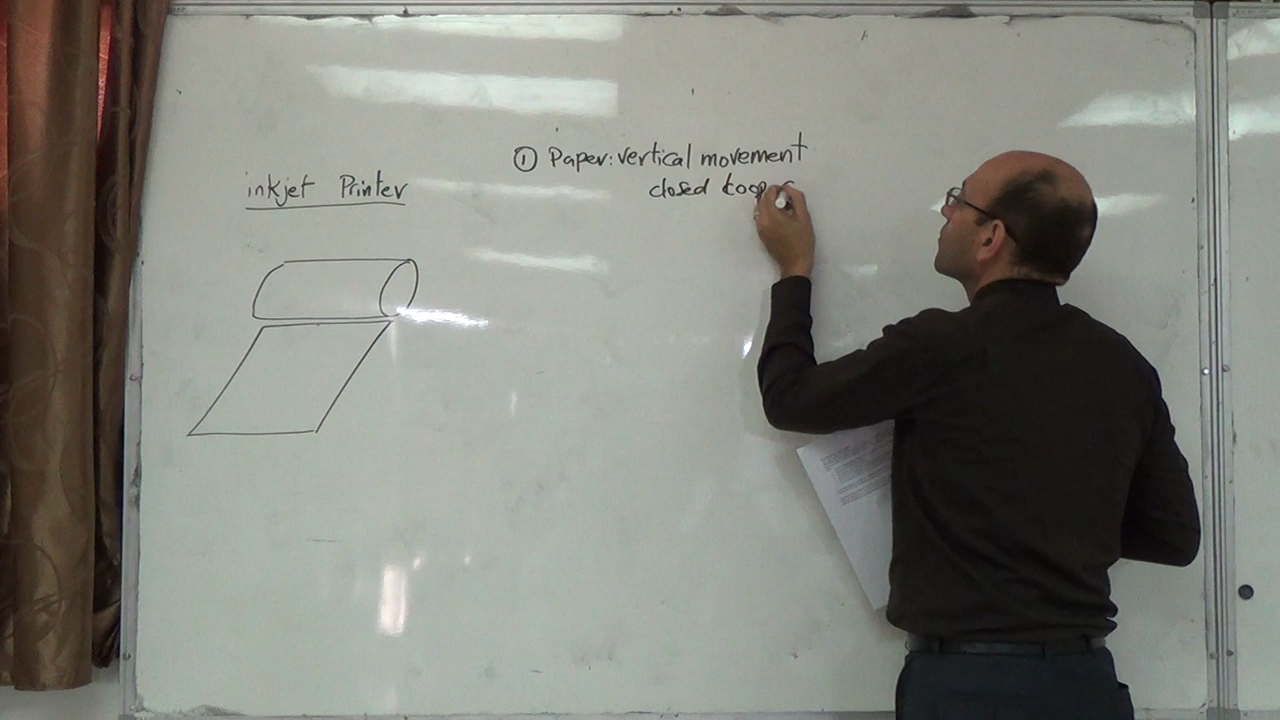 inkjet Printer
① Paper: vertical movement
closed loop